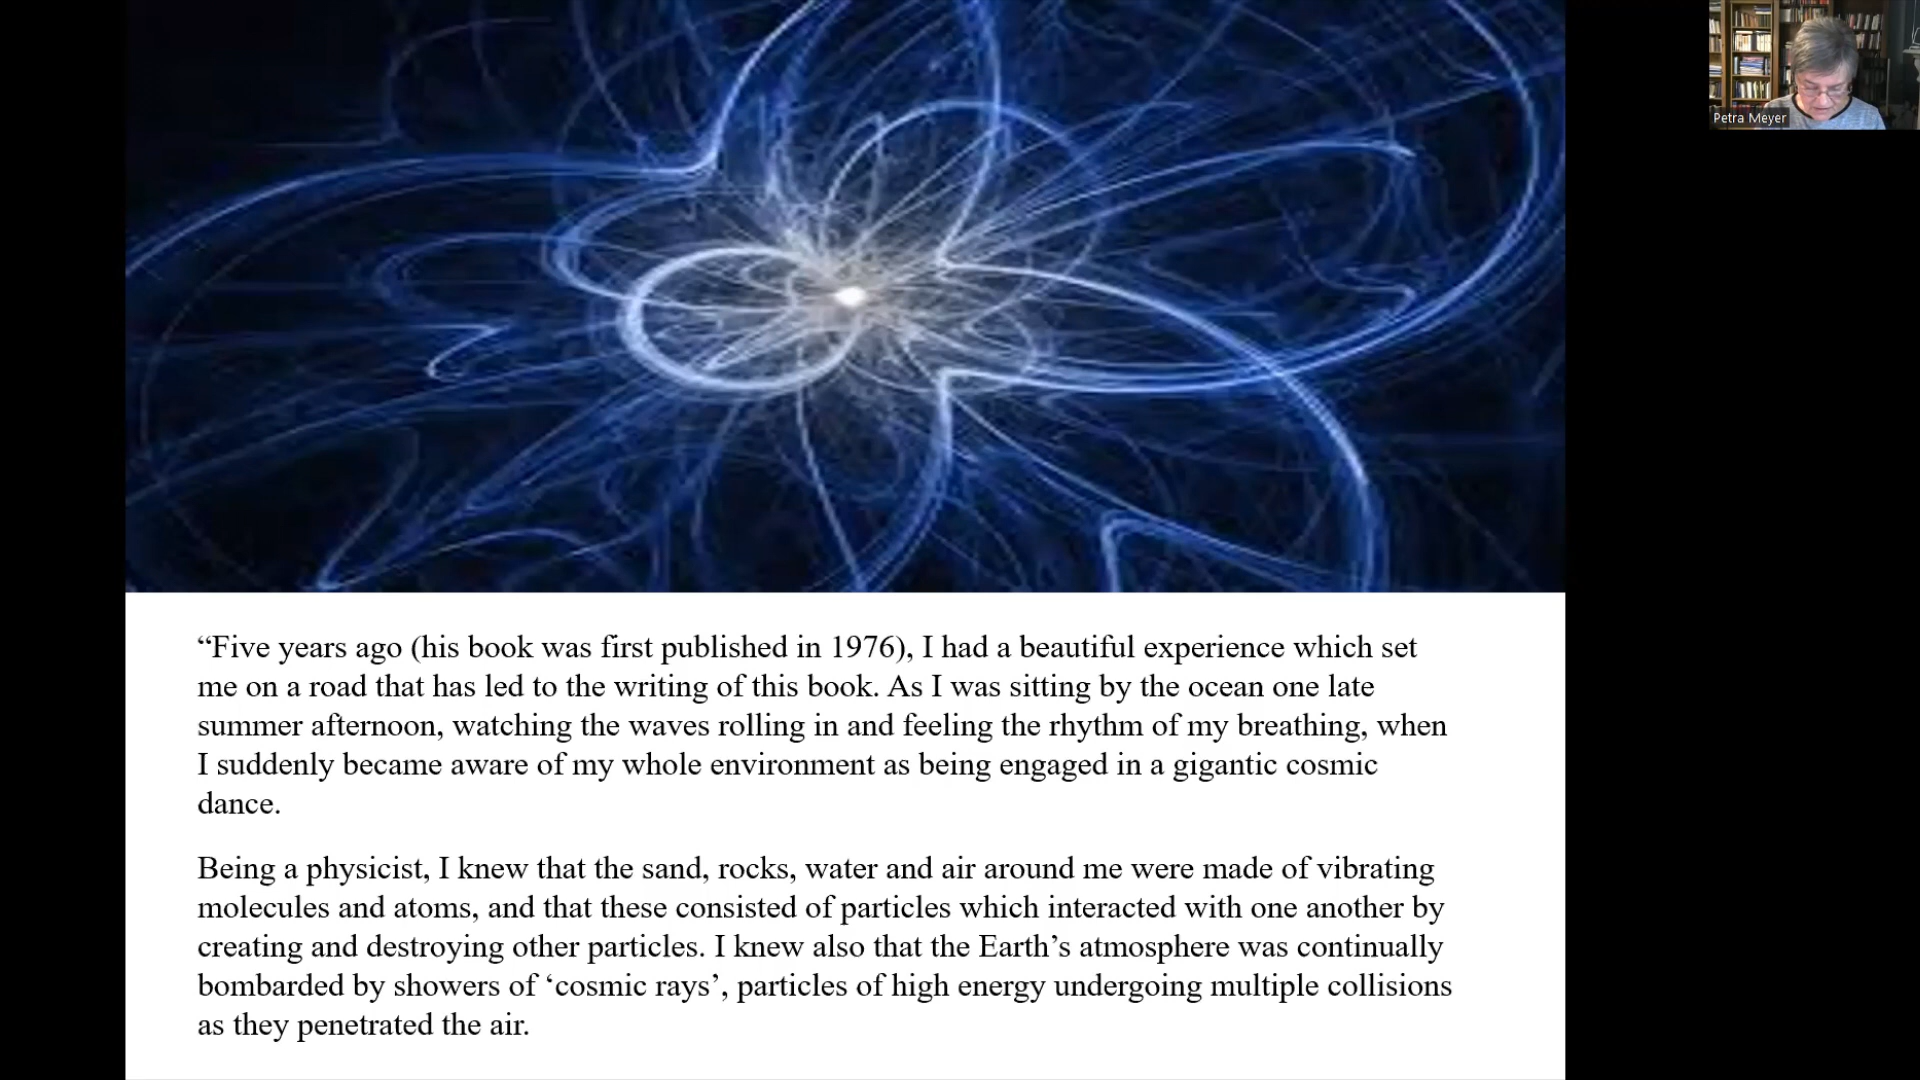 Petra Meyer
“Five years ago (his book was first published in 1976), I had a beautiful experience which set
me on a road that has led to the writing of this book. As I was sitting by the ocean one late
summer afternoon, watching the waves rolling in and feeling the rhythm of my breathing, when
I suddenly became aware of my whole environment as being engaged in a gigantic cosmic
dance.
Being a physicist, I knew that the sand, rocks, water and air around me were made of vibrating
molecules and atoms, and that these consisted of particles which interacted with one another by
creating and destroying other particles. I knew also that the Earth’s atmosphere was continually
bombarded by showers of ‘cosmic rays’, particles of high energy undergoing multiple collisions
as they penetrated the air.